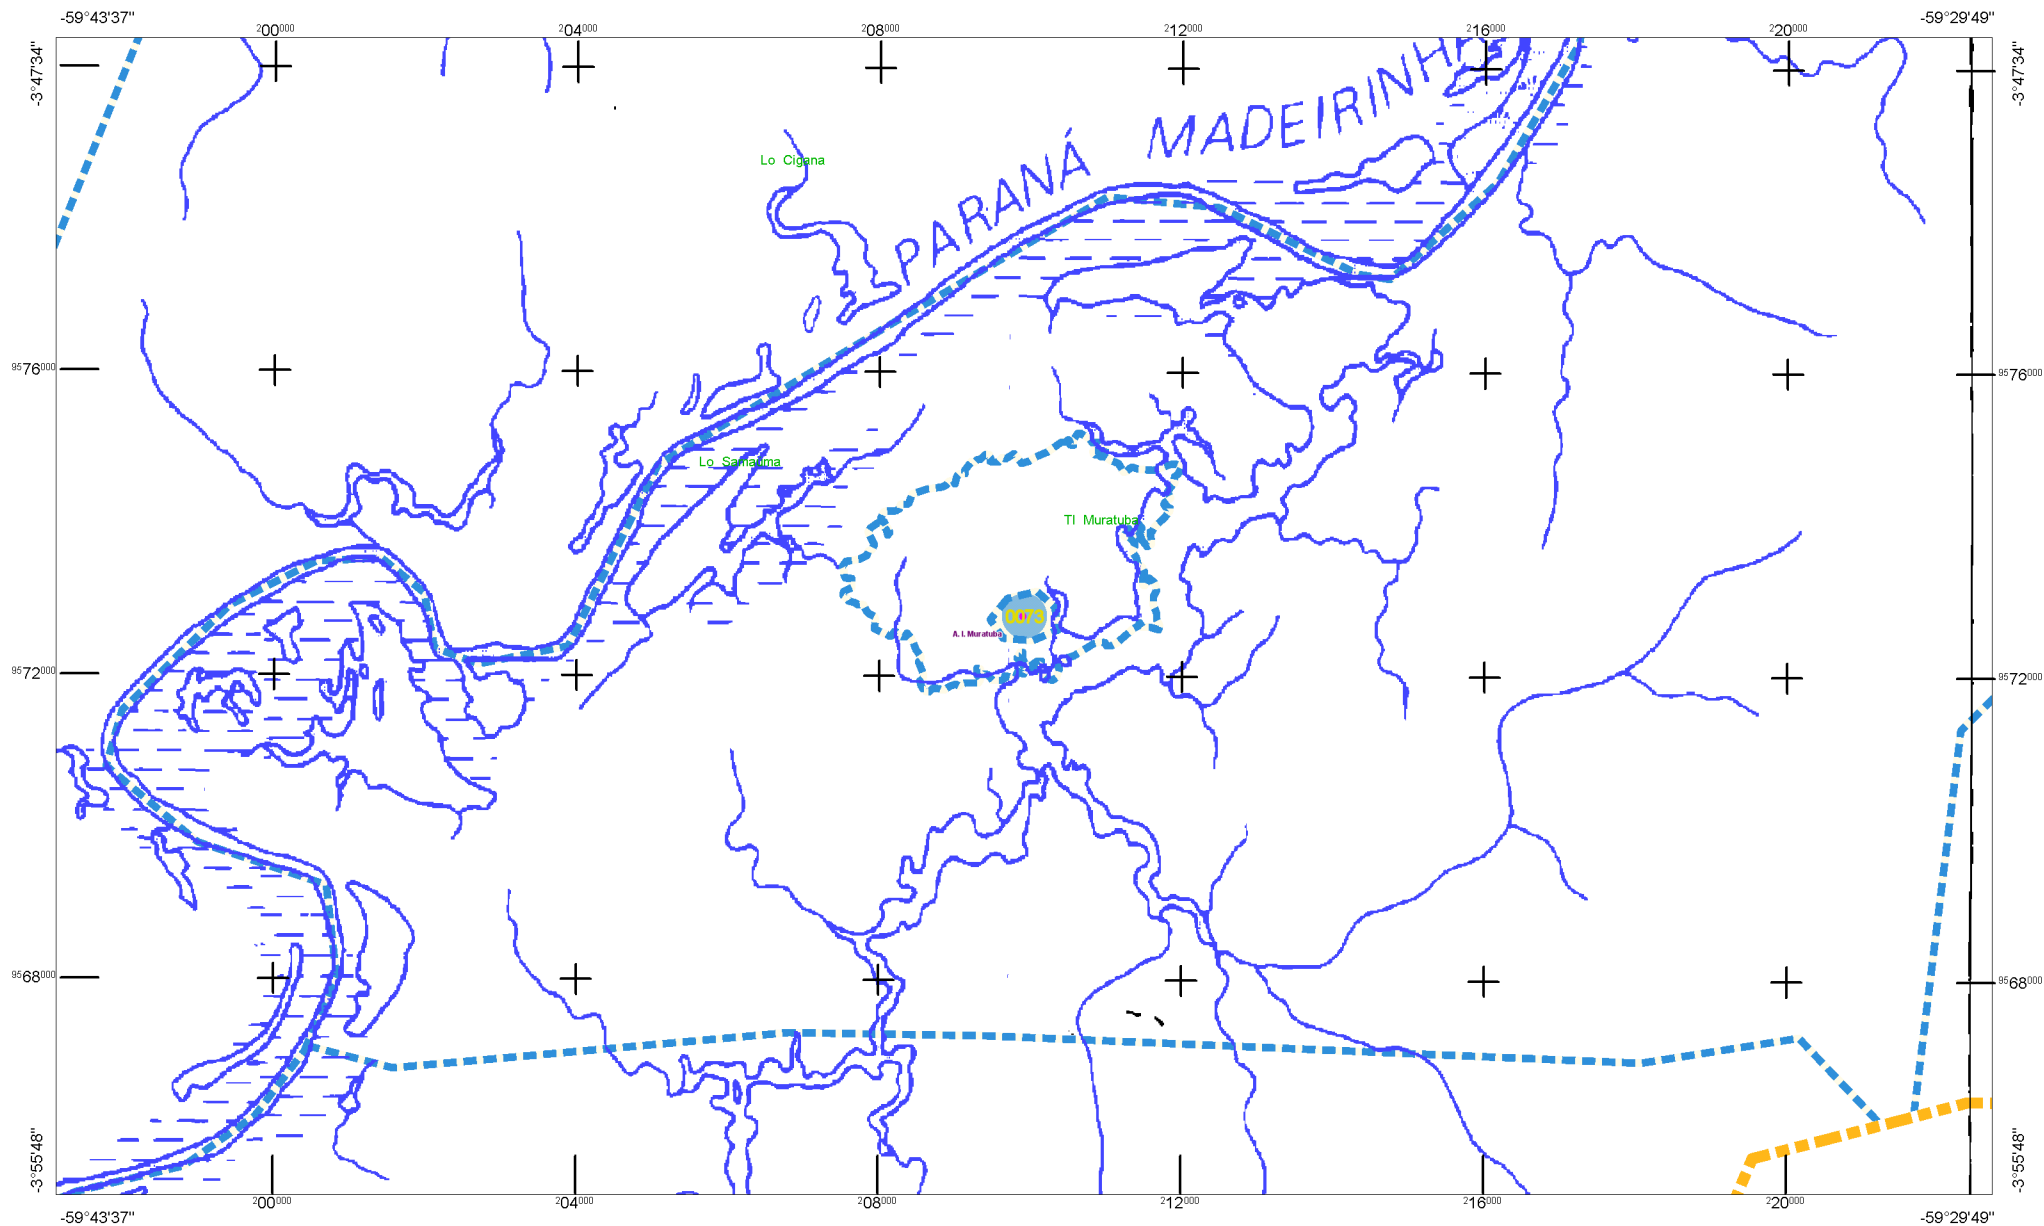 -59°43'37" -59°29'49"
200000 204000 208000 212000 216000 220000
-3°47'34" -3°47'34"
PARANÁ MADEIRINH
Lo Cigana
9576000 9576000
Lo Samauma
TI Muratuba
0073
A. I. Muratuba
9572000 9572000
9568000 9568000
-3°55'48" -3°55'48"
200000 204000 208000 212000 216000 220000
-59°43'37" -59°29'49"